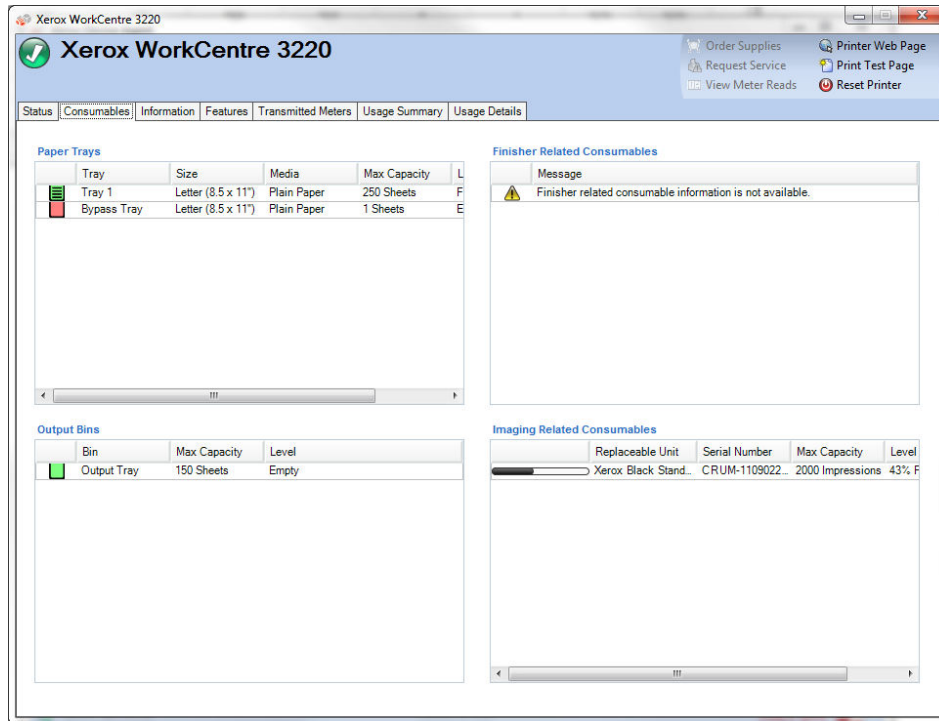 Xerox WorkCentre 3220
Xerox WorkCentre 3220
Order Supplies
Printer Web Page
Request Service
Print Test Page
View Meter Reads
Reset Printer
Status Consumables Information Features Transmitted Meters Usage Summary Usage Details
Paper Trays
Tray Size Media Max Capacity L
Tray 1 Letter (8.5 x 11") Plain Paper 250 Sheets F
Bypass Tray Letter (8.5 x 11") Plain Paper 1 Sheets E
Finisher Related Consumables
Message
Finisher related consumable information is not available.
Output Bins
Bin Max Capacity Level
Output Tray 150 Sheets Empty
Imaging Related Consumables
Replaceable Unit Serial Number Max Capacity Level
Xerox Black Stand... CRUM-1109022... 2000 Impressions 43% F